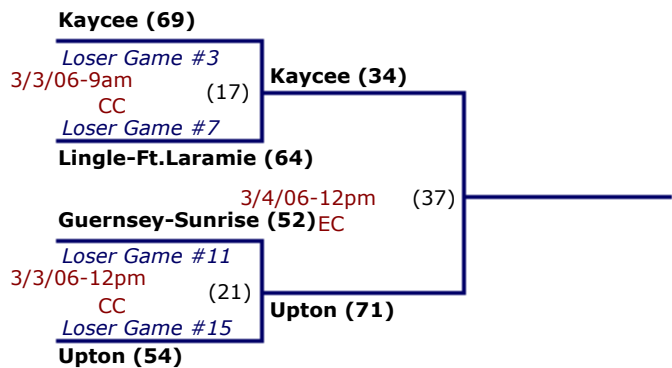 Kaycee (69)
Loser Game #3
3/3/06-9am
CC
(17)
Kaycee (34)
Loser Game #7
Lingle-Ft.Laramie (64)
3/4/06-12pm
EC
(37)
Guernsey-Sunrise (52)
Loser Game #11
3/3/06-12pm
CC
(21)
Upton (71)
Loser Game #15
Upton (54)